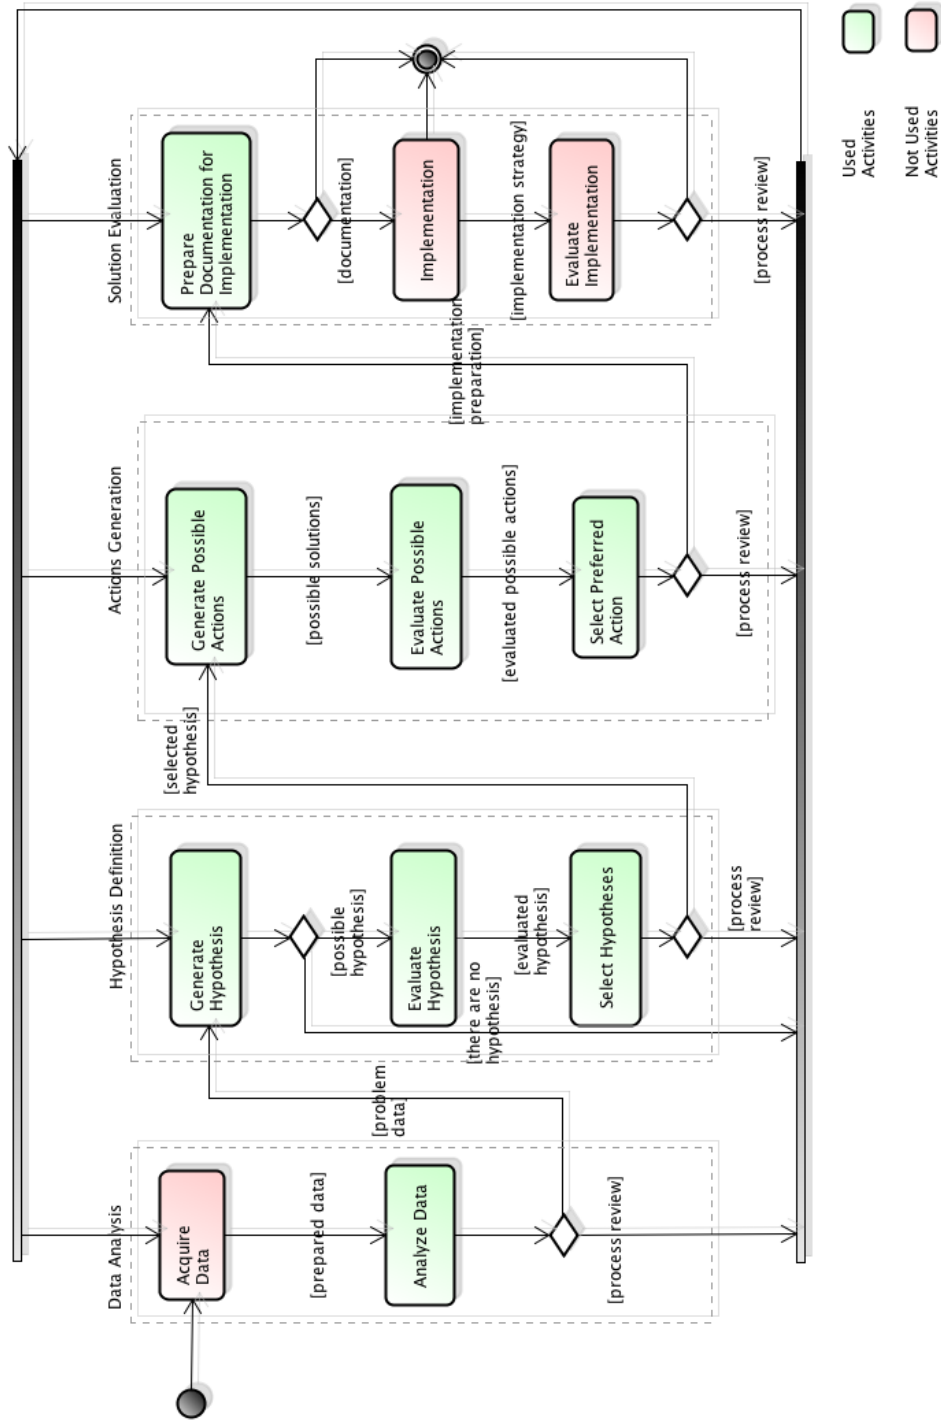 Data Analysis
Acquire
Data
[prepared data]
Analyze Data
[process review]
[problem
data]
Hypothesis Definition
Generate
Hypothesis
[possible
hypothesis]
Evaluate
Hypothesis
[there are no
hypothesis]
[evaluated
hypothesis]
Select Hypotheses
[process
review]
[selected
hypothesis]
Actions Generation
Generate Possible
Actions
[possible solutions]
Evaluate Possible
Actions
[evaluated possible actions]
Select Preferred
Action
[process review]
[implementation
preparation]
Solution Evaluation
Prepare
Documentation for
Implementation
[documentation]
Implementation
[implementation strategy]
Evaluate
Implementation
[process review]
Used
Activities
Not Used
Activities